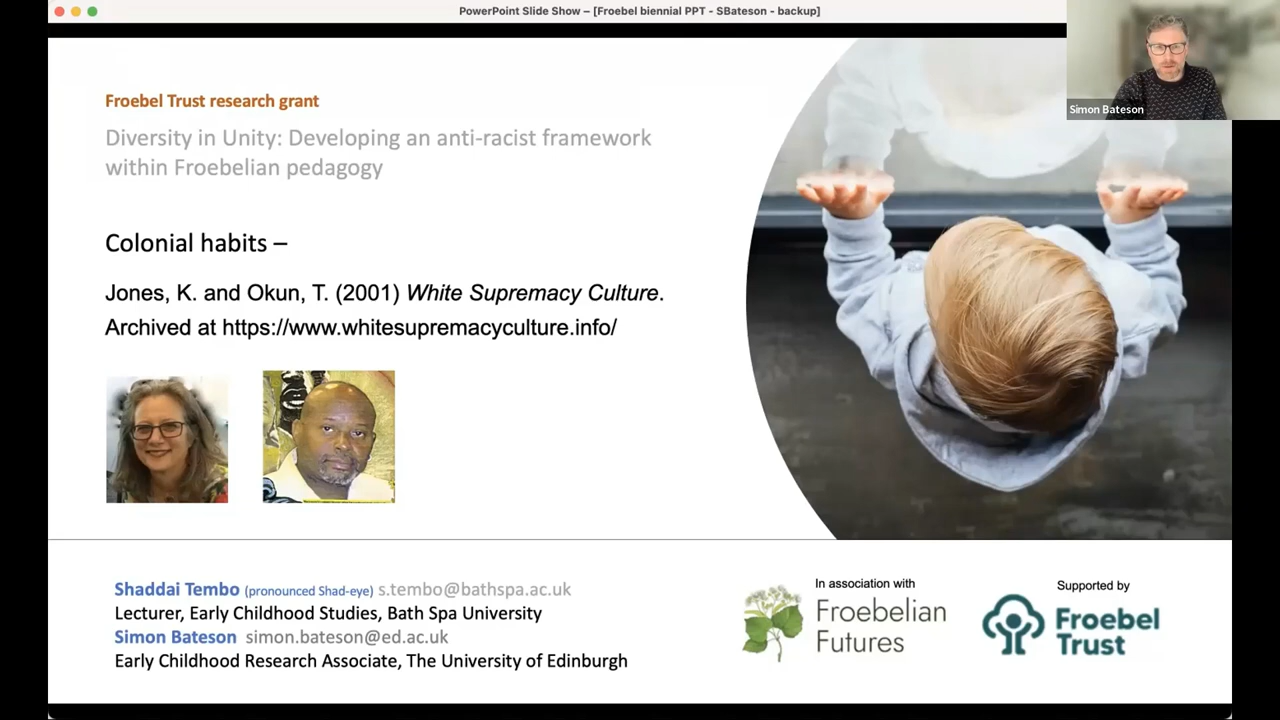 PowerPoint Slide Show – [Froebel biennial PPT - SBateson - backup]
Simon Bateson
Froebel Trust research grant
Diversity in Unity: Developing an anti-racist framework
within Froebelian pedagogy
Colonial habits –
Jones, K. and Okun, T. (2001) White Supremacy Culture.
Archived at https://www.whitesupremacyculture.info/
Shaddai Tembo (pronounced Shad-eye) s.tembo@bathspa.ac.uk
Lecturer, Early Childhood Studies, Bath Spa University
Simon Bateson simon.bateson@ed.ac.uk
Early Childhood Research Associate, The University of Edinburgh
In association with
Froebelian
Futures
Supported by
Froebel
Trust